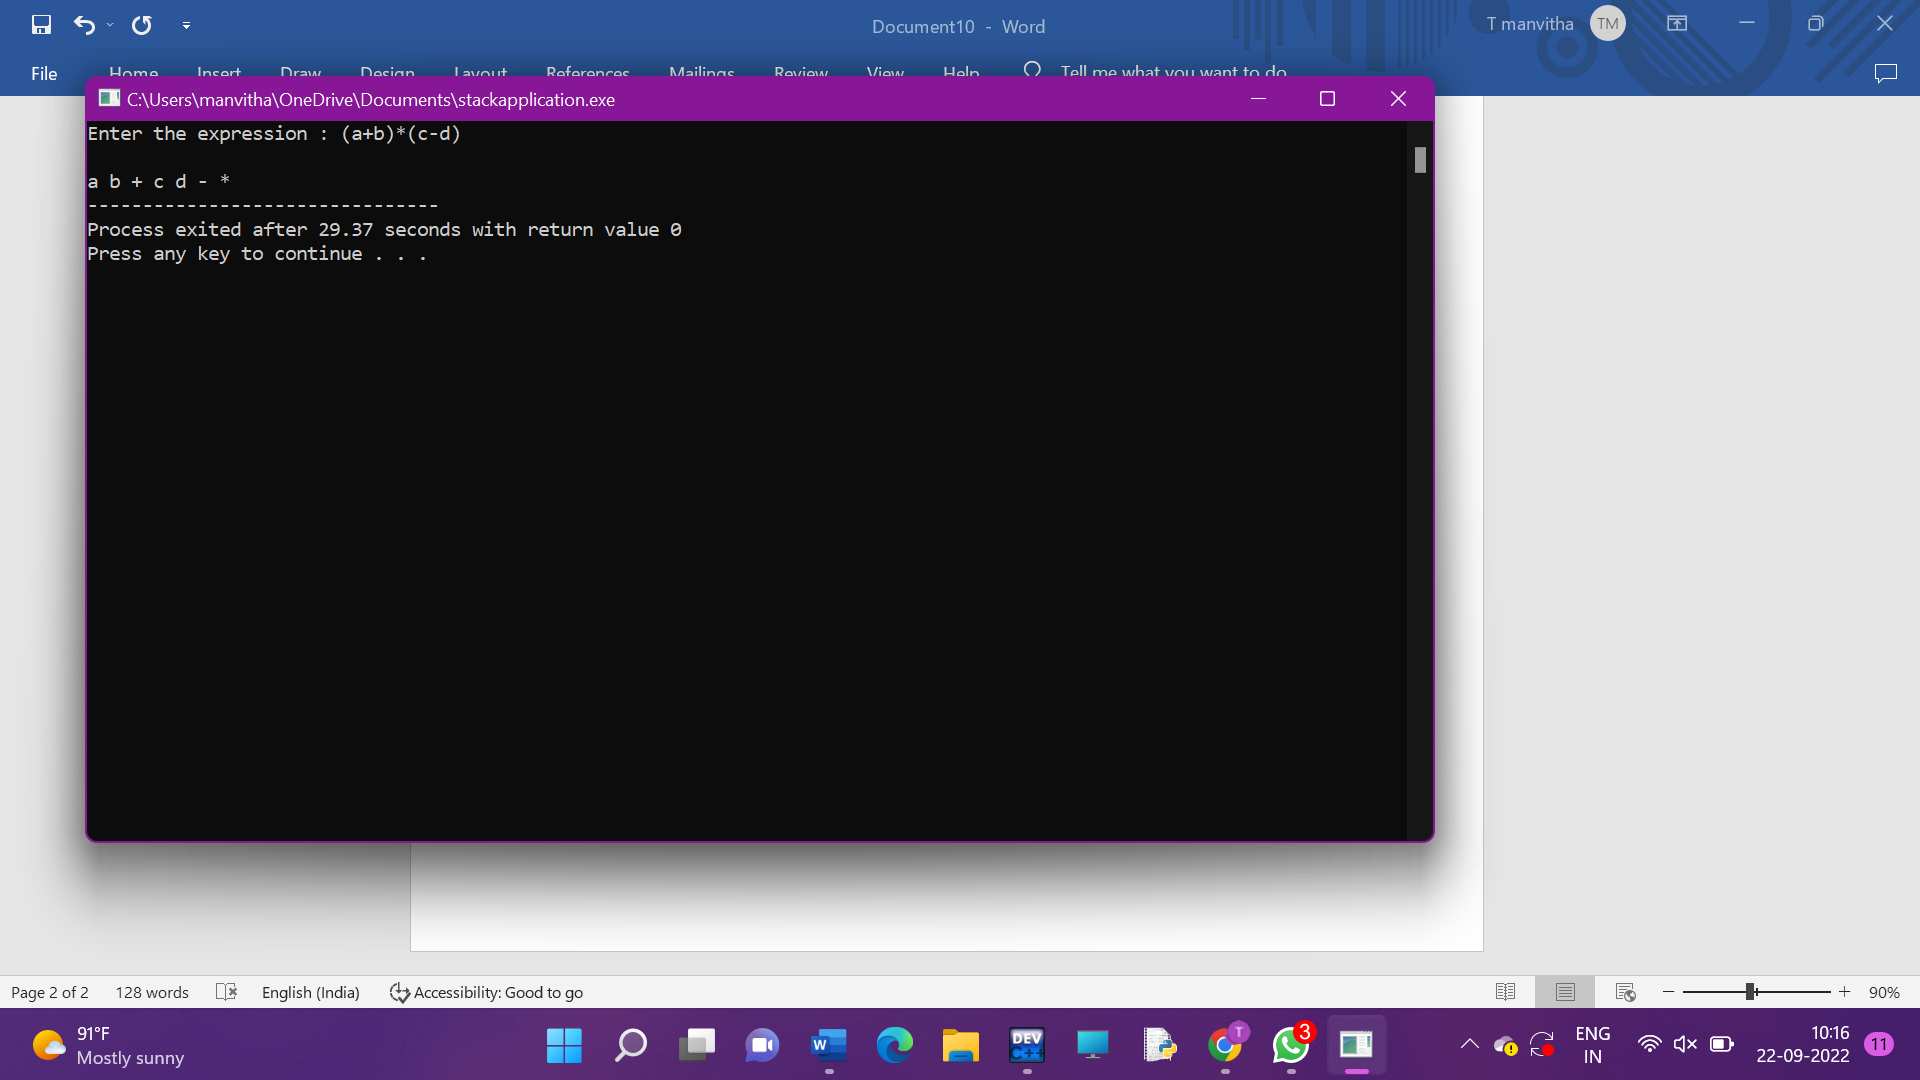 Document10 - Word
T manvitha TM
File Home Insert Draw Design Layout References Mailings Review View Help Tell me what you want to do
C:\Users\manvitha\OneDrive\Documents\stackapplication.exe
Enter the expression : (a+b)*(c-d)
a b + c d - *
--------------------------------
Process exited after 29.37 seconds with return value 0
Press any key to continue . . .
Page 2 of 2 128 words English (India) Accessibility: Good to go 90%
91°F
Mostly sunny
W
DEV
C++
T
3
ENG
IN
10:16
22-09-2022
11